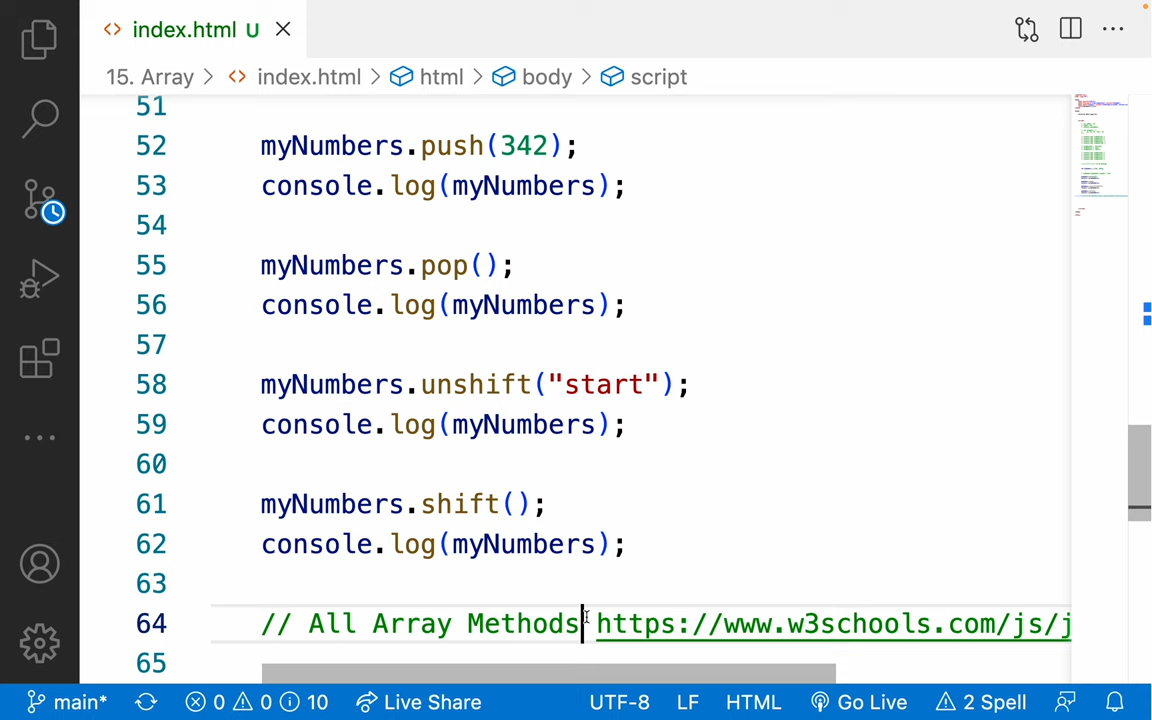 index.html U
15. Array > index.html > html > body > script
51
52 myNumbers.push(342);
53 console.log(myNumbers);
54
55 myNumbers.pop();
56 console.log(myNumbers);
57
58 myNumbers.unshift("start");
59 console.log(myNumbers);
60
61 myNumbers.shift();
62 console.log(myNumbers);
63
64 // All Array Methods https://www.w3schools.com/js/j
65
main* 0 0 10 Live Share UTF-8 LF HTML Go Live 2 Spell